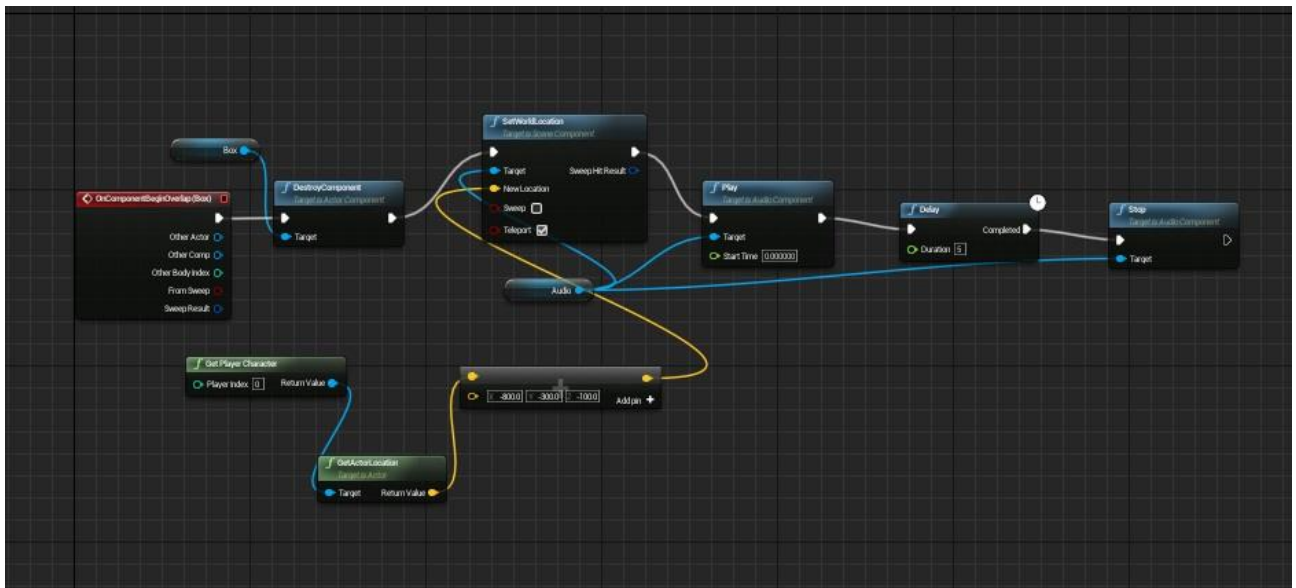 SetWorldLocation
Target is Scene Component
Target
Sweep Hit Result
New Location
Sweep
Teleport
Box
OnComponentBeginOverlap (Box)
Other Actor
Other Comp
Other Body Index
From Sweep
Sweep Result
DestroyComponent
Target is Actor Component
Target
Play
Target is Audio Component
Target
Start Time 0.000000
Delay
Completed
Duration 5
Stop
Target is Audio Component
Target
Audio
Get Player Character
Player Index 0
Return Value
X -800.0 Y -300.0 Z -100.0
Add pin +
GetActorLocation
Target is Actor
Target
Return Value